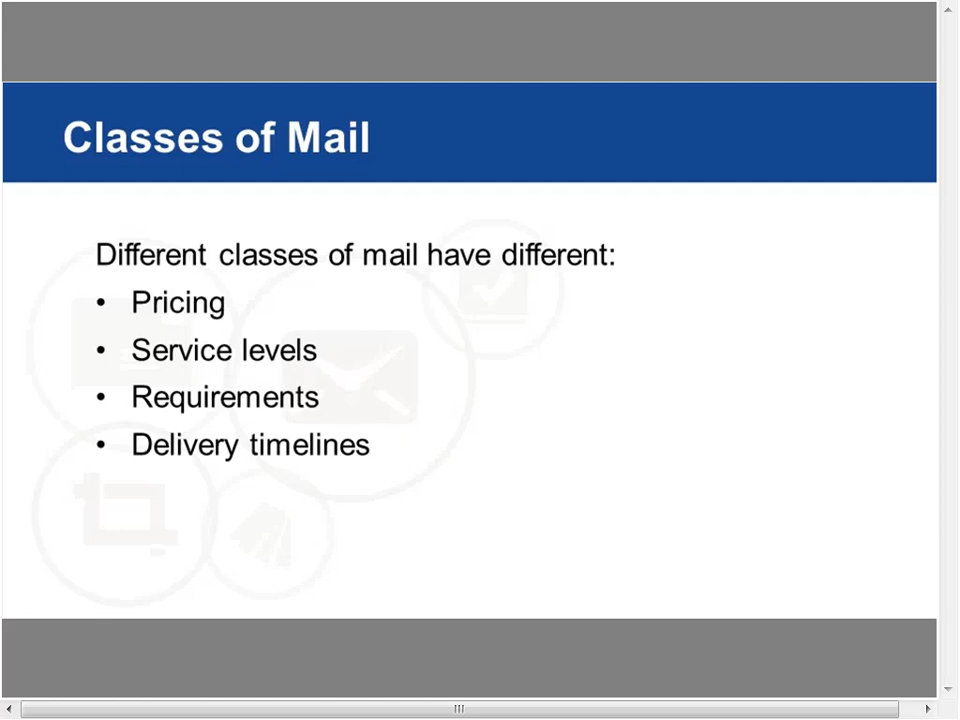 Classes of Mail
Different classes of mail have different:
• Pricing
• Service levels
• Requirements
• Delivery timelines